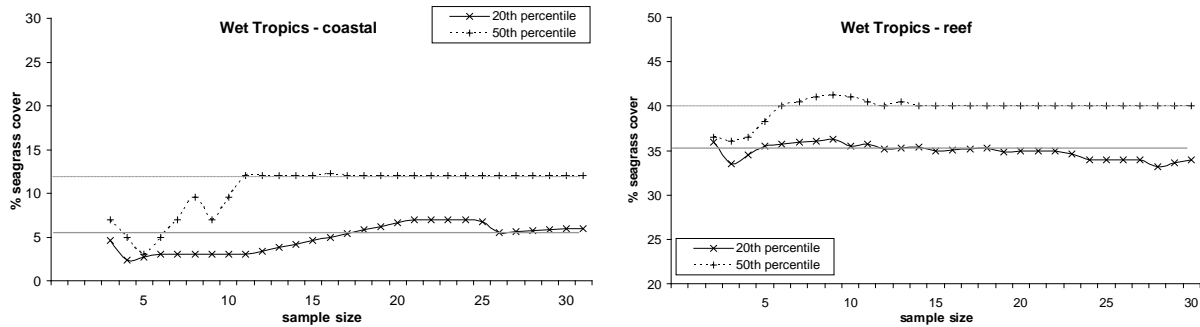 Wet Tropics - coastal
20th percentile
50th percentile
30
25
20
15
10
5
0
% seagrass cover
5 10 15 20 25 30
sample size
Wet Tropics - reef
50
45
40
35
30
25
20
% seagrass cover
20th percentile
50th percentile
5 10 15 20 25 30
sample size